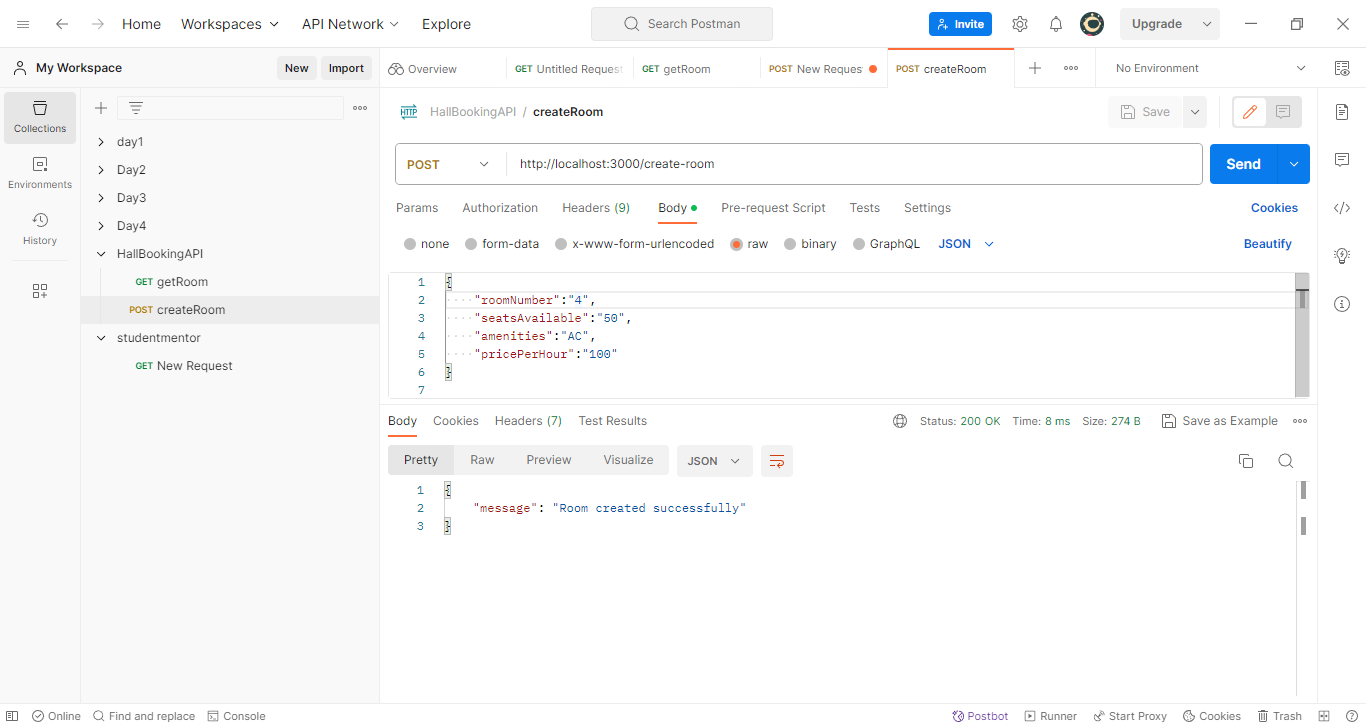 Home Workspaces API Network Explore Search Postman Invite Upgrade
My Workspace New Import Overview GET Untitled Reques GET getRoom POST New Reques POST createRoom No Environment
Collections
Environments
History
day1
Day2
Day3
Day4
HallBookingAPI
GET getRoom
POST createRoom
studentmentor
GET New Request
HTTP HallBookingAPI / createRoom Save
POST http://localhost:3000/create-room Send
Params Authorization Headers (9) Body Pre-request Script Tests Settings Cookies
none form-data x-www-form-urlencoded raw binary GraphQL JSON Beautify
1 {
2 "roomNumber":"4",
3 "seatsAvailable":"50",
4 "amenities":"AC",
5 "pricePerHour":"100"
6 }
7
Body Cookies Headers (7) Test Results Status: 200 OK Time: 8 ms Size: 274 B Save as Example
Pretty Raw Preview Visualize JSON
1 {
2 "message": "Room created successfully"
3 }
Online Find and replace Console Postbot Runner Start Proxy Cookies Trash